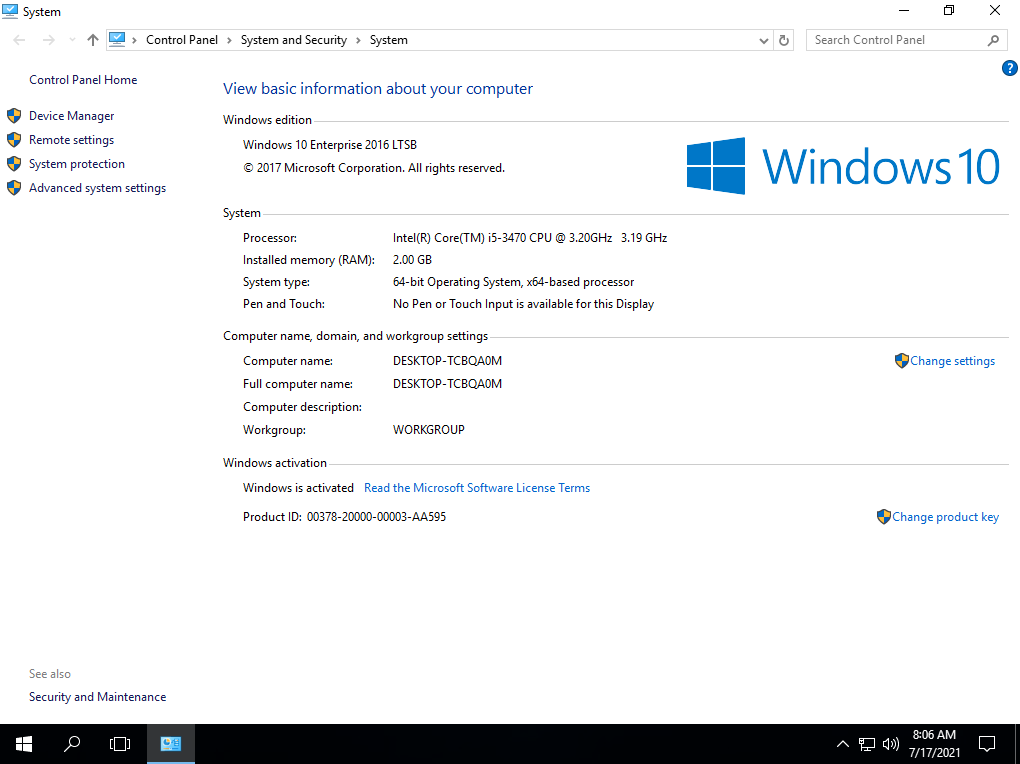 System
Control Panel > System and Security > System
Search Control Panel
?
Control Panel Home
Device Manager
Remote settings
System protection
Advanced system settings
View basic information about your computer
Windows edition
Windows 10 Enterprise 2016 LTSB
© 2017 Microsoft Corporation. All rights reserved.
Windows 10
System
Processor: Intel(R) Core(TM) i5-3470 CPU @ 3.20GHz 3.19 GHz
Installed memory (RAM): 2.00 GB
System type: 64-bit Operating System, x64-based processor
Pen and Touch: No Pen or Touch Input is available for this Display
Computer name, domain, and workgroup settings
Computer name: DESKTOP-TCBQA0M
Change settings
Full computer name: DESKTOP-TCBQA0M
Computer description:
Workgroup: WORKGROUP
Windows activation
Windows is activated Read the Microsoft Software License Terms
Product ID: 00378-20000-00003-AA595
Change product key
See also
Security and Maintenance
8:06 AM
7/17/2021